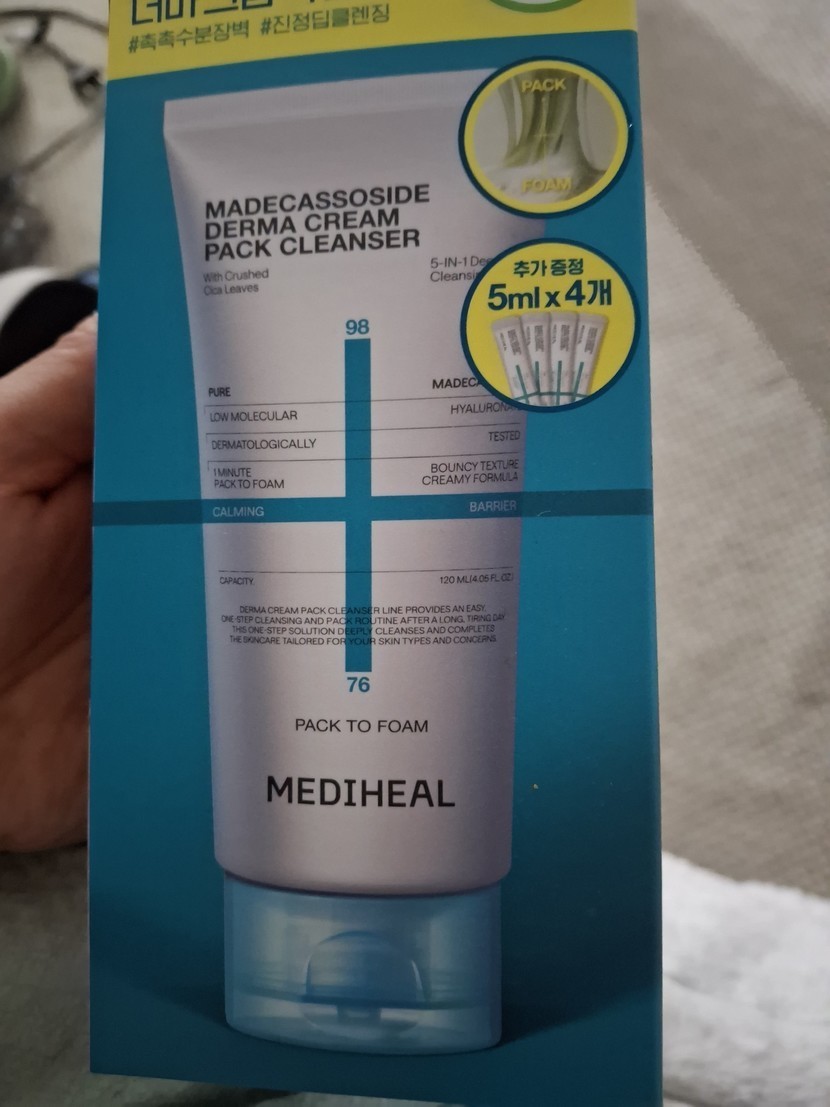 #촉촉수분장벽 #진정딥클렌징
PACK
FOAM
MADECASSOSIDE
DERMA CREAM
PACK CLEANSER
With Crushed
Cica Leaves
5-IN-1
추가 증정
5ml x 4개
98
PURE
LOW MOLECULAR
DERMATOLOGICALLY TESTED
1 MINUTE BOUNCY TEXTURE
PACK TO FOAM CREAMY FORMULA
CALMING BARRIER
CAPACITY 120 ML(4.05 FL. OZ.)
DERMA CREAM PACK CLEANSER LINE PROVIDES AN EASY,
ONE-STEP CLEANSING AND PACK ROUTINE AFTER A LONG, TIRING DAY.
THIS ONE-STEP SOLUTION DEEPLY CLEANSES AND COMPLETES
THE SKINCARE TAILORED FOR YOUR SKIN TYPES AND CONCERNS.
76
PACK TO FOAM
MEDIHEAL